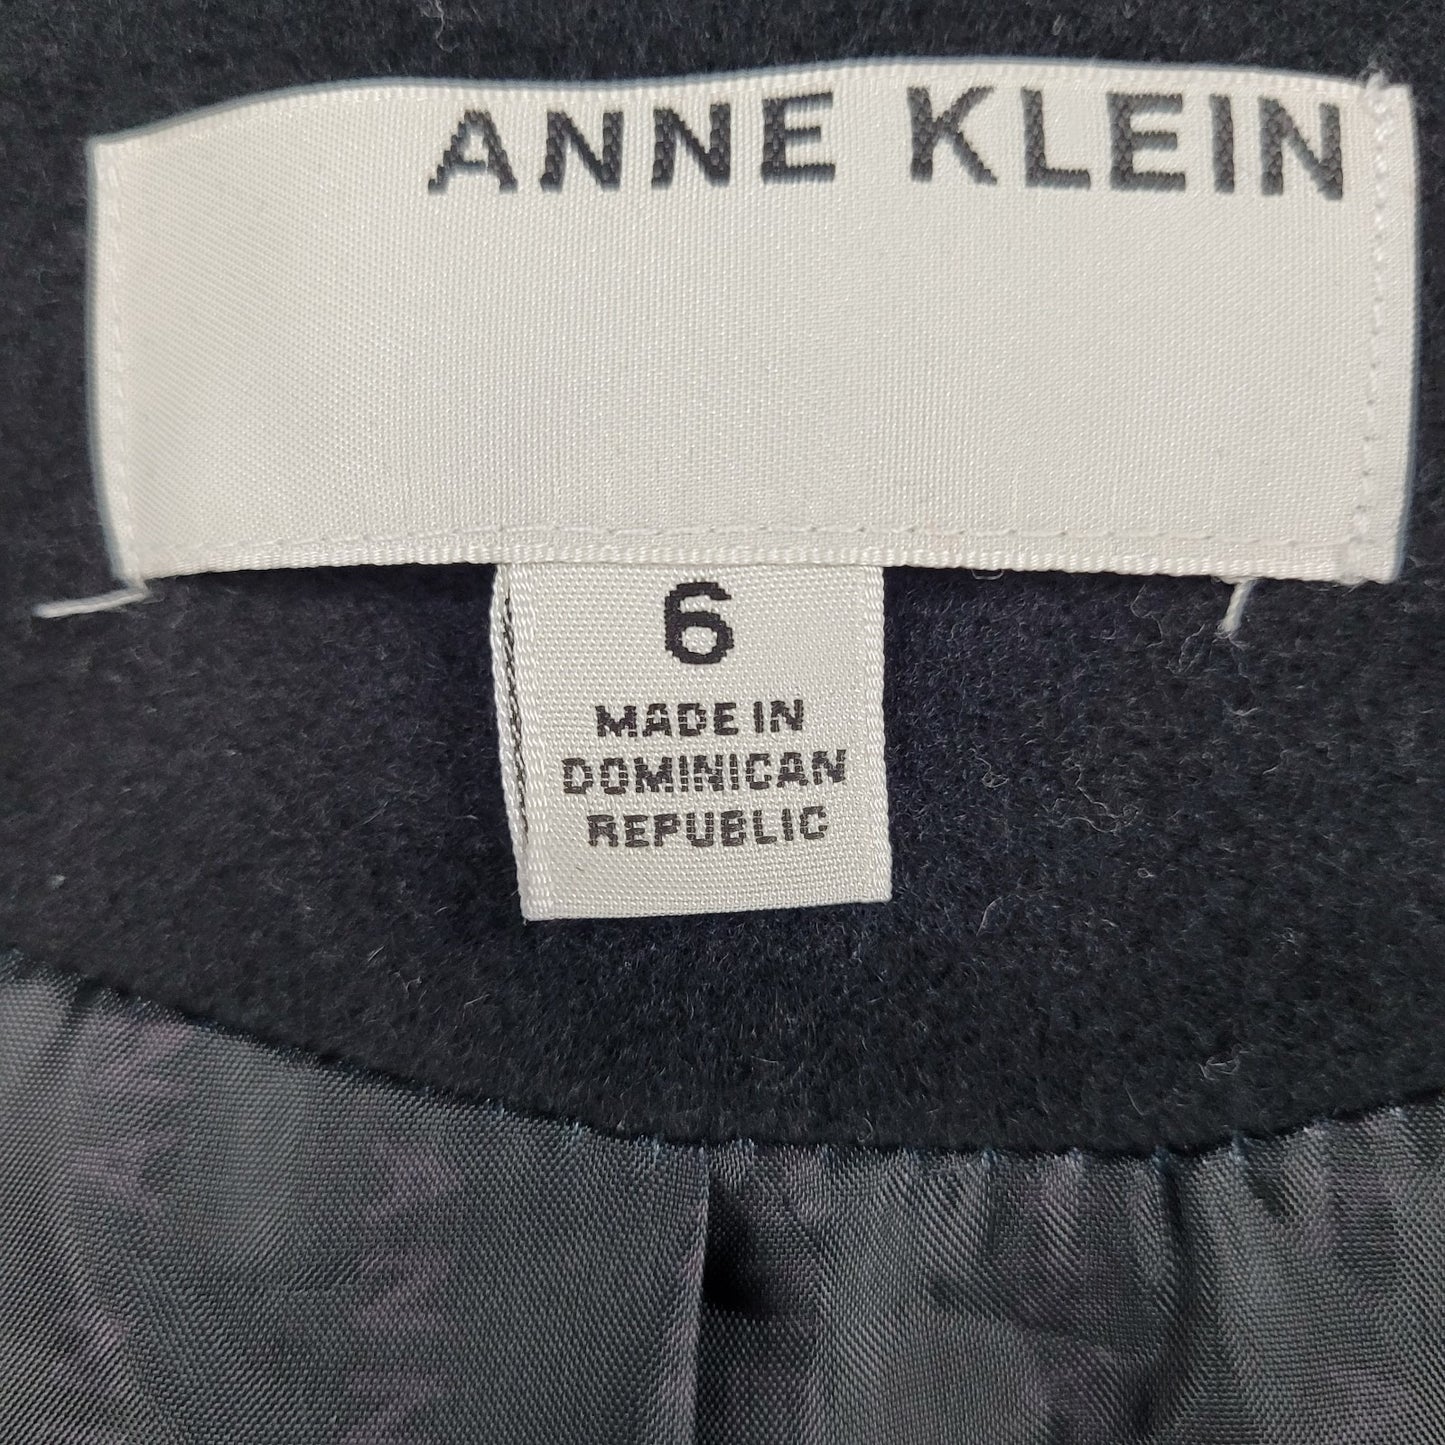 ANNE KLEIN
6
MADE IN
DOMINICAN
REPUBLIC